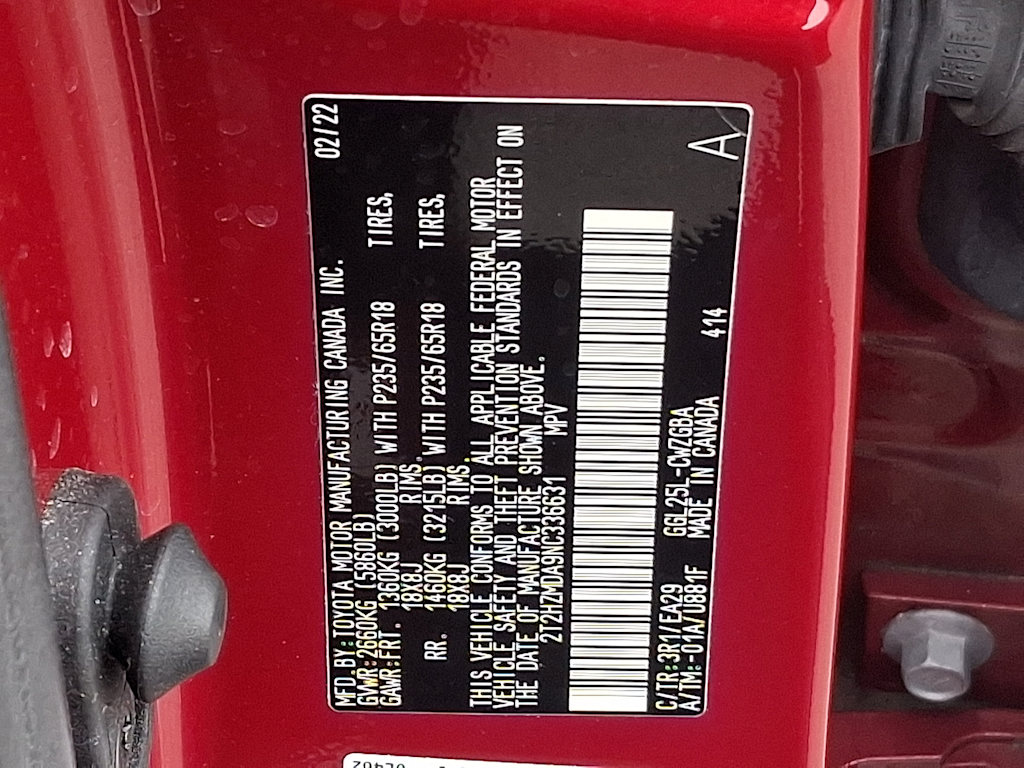 02/22
MFD.BY:TOYOTA MOTOR MANUFACTURING CANADA INC.
GVWR:2660KG (5860LB)
GAWR:FRT. 1360KG (3000LB) WITH P235/65R18 TIRES,
18X8J RIMS.
RR. 1460KG (3215LB) WITH P235/65R18 TIRES,
18X8J RIMS.
THIS VEHICLE CONFORMS TO ALL APPLICABLE FEDERAL MOTOR
VEHICLE SAFETY AND THEFT PREVENTION STANDARDS IN EFFECT ON
THE DATE OF MANUFACTURE SHOWN ABOVE.
2T2HZMDA9NC336631 MPV
C/TR:3R1/EA29 GGL25L-CWZGBA
A/TM:-01A/U881F MADE IN CANADA 414
A